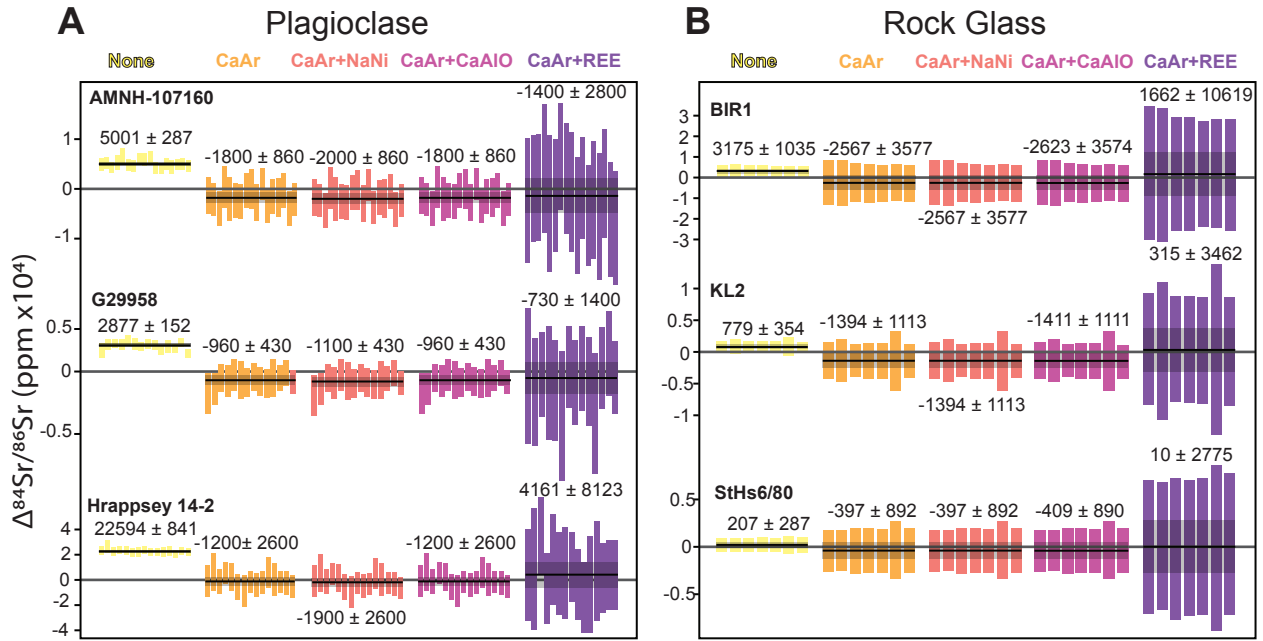 A Plagioclase
None CaAr CaAr+NaNi CaAr+CaAlO CaAr+REE
Δ⁸⁴Sr/⁸⁶Sr (ppm x10⁴)
AMNH-107160
-1400 ± 2800
5001 ± 287
-1800 ± 860
-2000 ± 860
-1800 ± 860
1
0
-1
G29958
2877 ± 152
-960 ± 430
-1100 ± 430
-960 ± 430
-730 ± 1400
0.5
0
-0.5
Hrappsey 14-2
22594 ± 841
-1200± 2600
-1900 ± 2600
-1200 ± 2600
4161 ± 8123
4
2
0
-2
-4
B Rock Glass
None CaAr CaAr+NaNi CaAr+CaAlO CaAr+REE
BIR1
1662 ± 10619
3175 ± 1035
-2567 ± 3577
-2567 ± 3577
-2623 ± 3574
3
2
1
0
-1
-2
-3
KL2
779 ± 354
-1394 ± 1113
-1394 ± 1113
-1411 ± 1111
315 ± 3462
1
0.5
0
-0.5
-1
StHs6/80
207 ± 287
-397 ± 892
-397 ± 892
-409 ± 890
10 ± 2775
0.5
0
-0.5